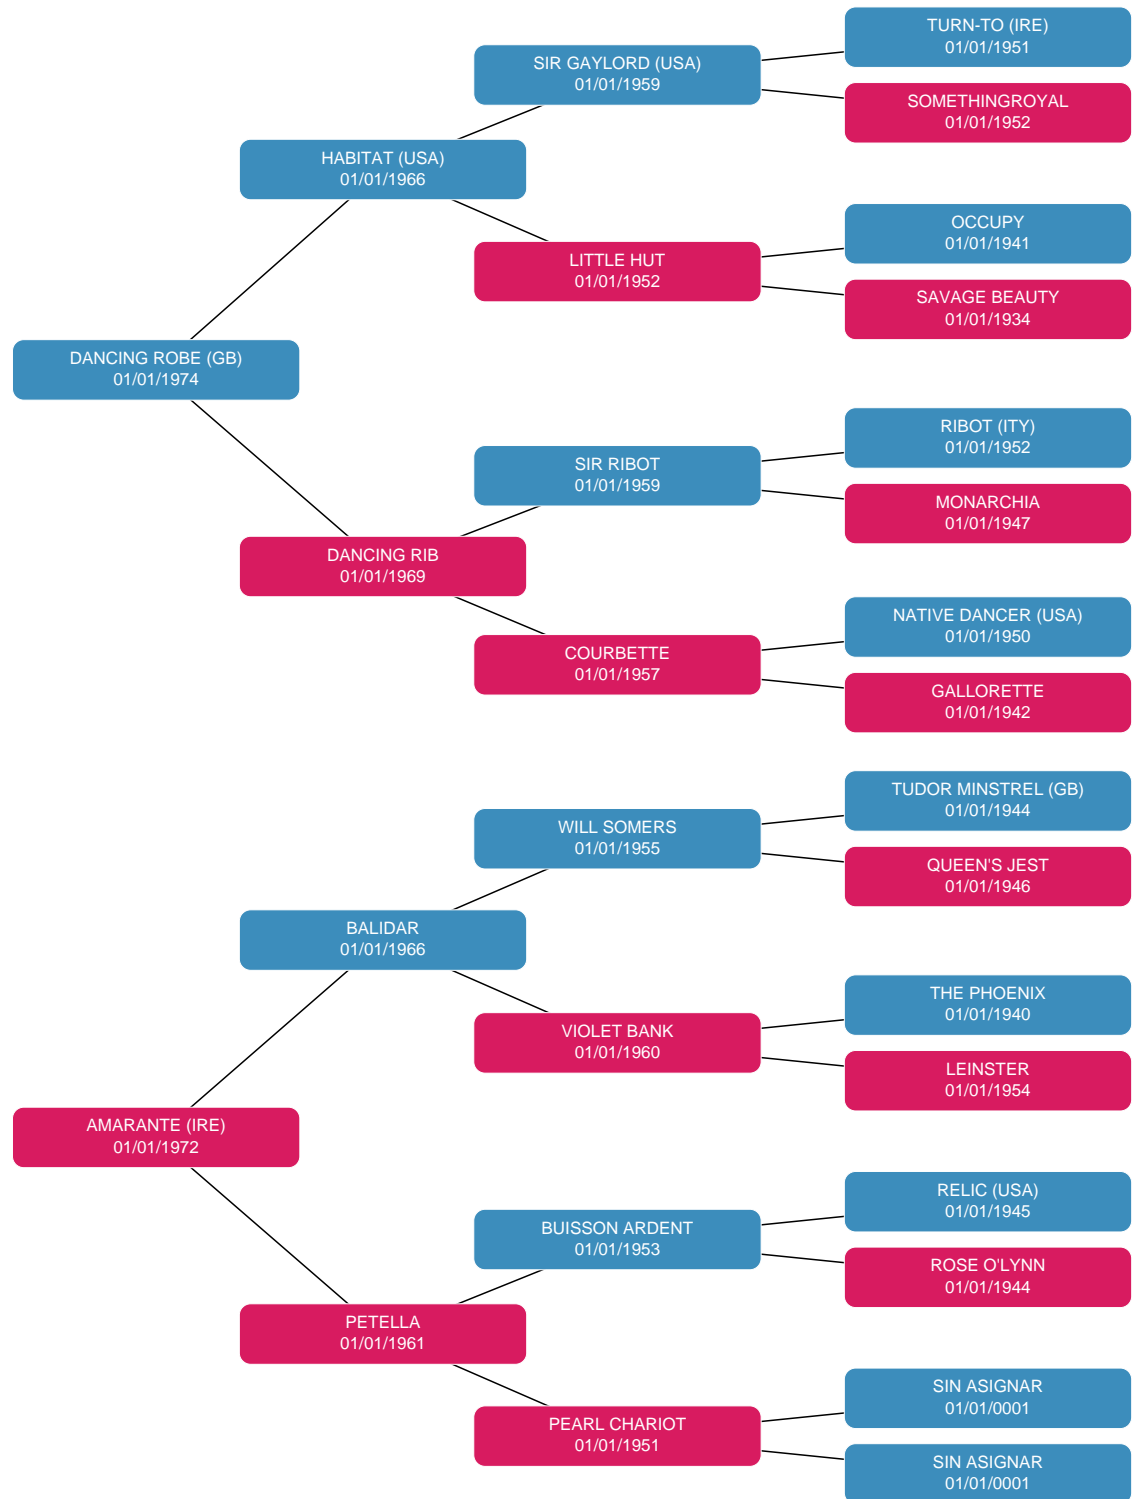 TURN-TO (IRE)
01/01/1951
SIR GAYLORD (USA)
01/01/1959
SOMETHINGROYAL
01/01/1952
HABITAT (USA)
01/01/1966
OCCUPY
01/01/1941
LITTLE HUT
01/01/1952
SAVAGE BEAUTY
01/01/1934
DANCING ROBE (GB)
01/01/1974
RIBOT (ITY)
01/01/1952
SIR RIBOT
01/01/1959
MONARCHIA
01/01/1947
DANCING RIB
01/01/1969
NATIVE DANCER (USA)
01/01/1950
COURBETTE
01/01/1957
GALLORETTE
01/01/1942
TUDOR MINSTREL (GB)
01/01/1944
WILL SOMERS
01/01/1955
QUEEN'S JEST
01/01/1946
BALIDAR
01/01/1966
THE PHOENIX
01/01/1940
VIOLET BANK
01/01/1960
LEINSTER
01/01/1954
AMARANTE (IRE)
01/01/1972
RELIC (USA)
01/01/1945
BUISSON ARDENT
01/01/1953
ROSE O'LYNN
01/01/1944
PETELLA
01/01/1961
SIN ASIGNAR
01/01/0001
PEARL CHARIOT
01/01/1951
SIN ASIGNAR
01/01/0001